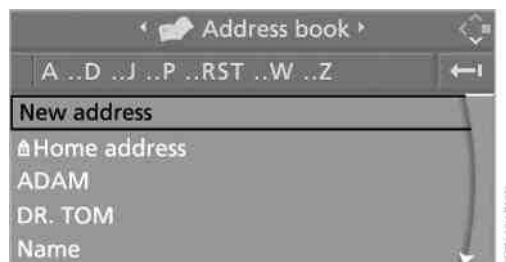 Address book
A ..D ..J ..P ..RST ..W ..Z
New address
Home address
ADAM
DR. TOM
Name